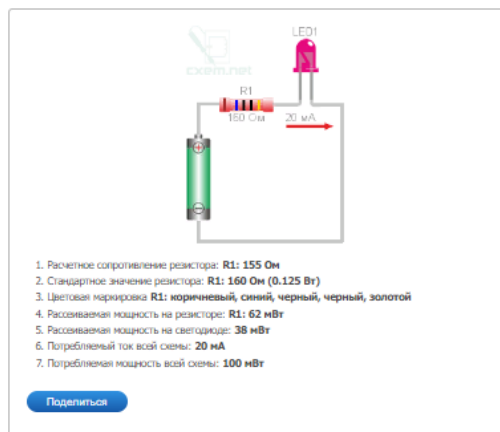 LED1
cxem.net
R1
160 Ом
20 мА
1. Расчетное сопротивление резистора: R1: 155 Ом
2. Стандартное значение резистора: R1: 160 Ом (0.125 Вт)
3. Цветовая маркировка R1: коричневый, синий, черный, черный, золотой
4. Рассеиваемая мощность на резисторе: R1: 62 мВт
5. Рассеиваемая мощность на светодиоде: 38 мВт
6. Потребляемый ток всей схемы: 20 мА
7. Потребляемая мощность всей схемы: 100 мВт
Поделиться